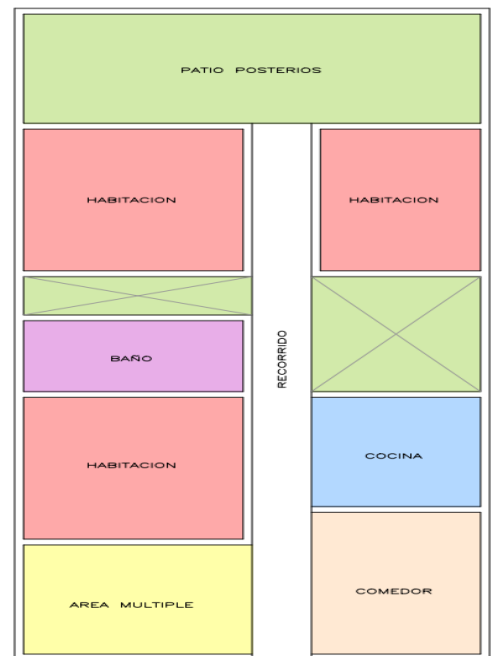 PATIO POSTERIOS
HABITACION
HABITACION
RECORRIDO
BAÑO
HABITACION
COCINA
AREA MULTIPLE
COMEDOR